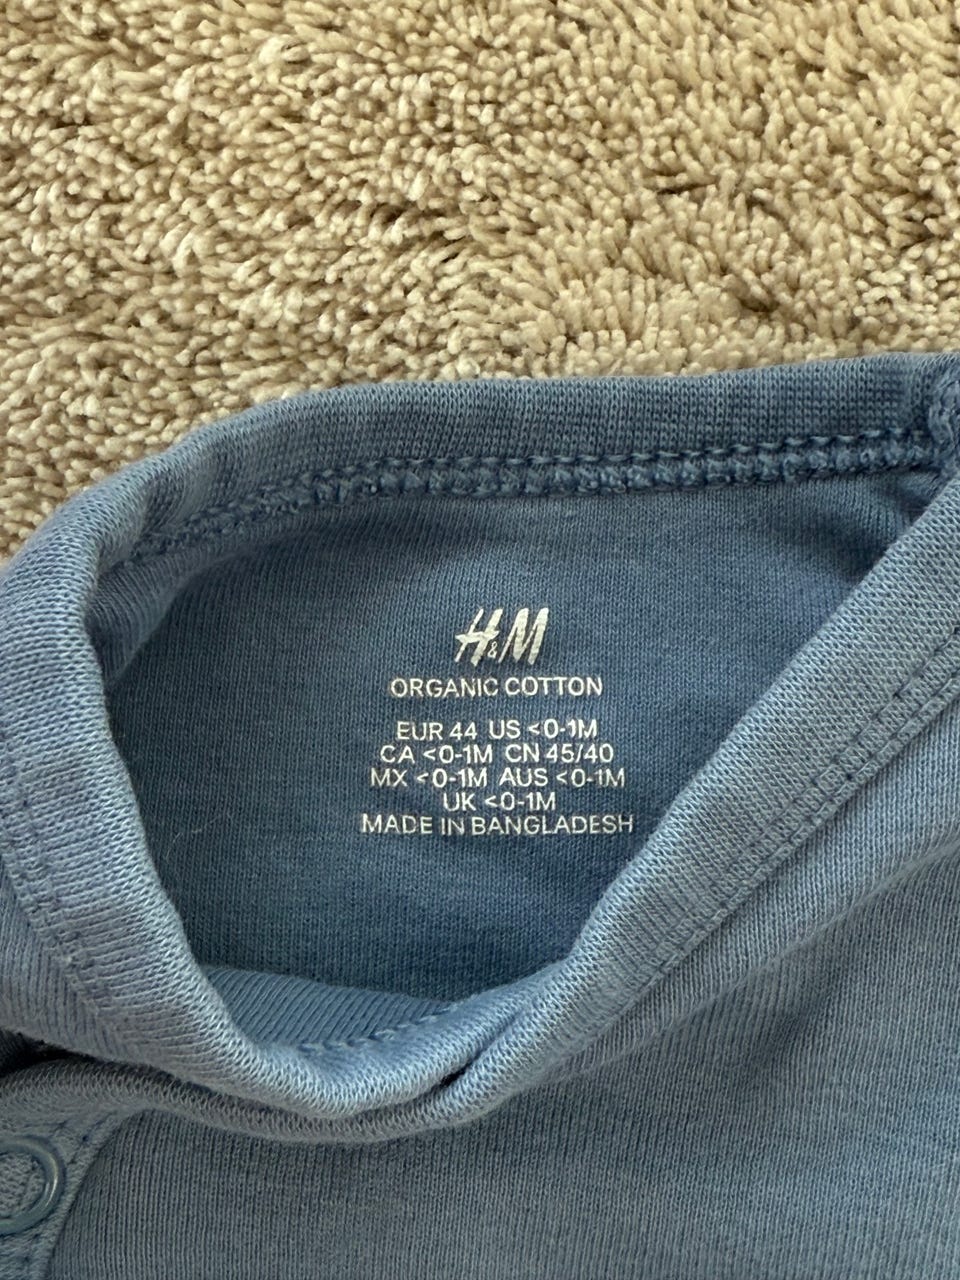 H&M
ORGANIC COTTON
EUR 44 US <0-1M
CA <0-1M CN 45/40
MX <0-1M AUS <0-1M
UK <0-1M
MADE IN BANGLADESH